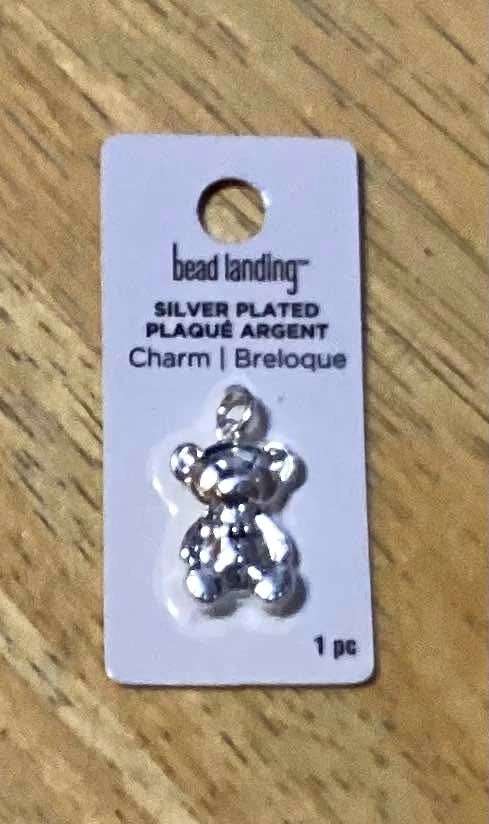 bead landing™
SILVER PLATED
PLAQUÉ ARGENT
Charm | Breloque
1 pc